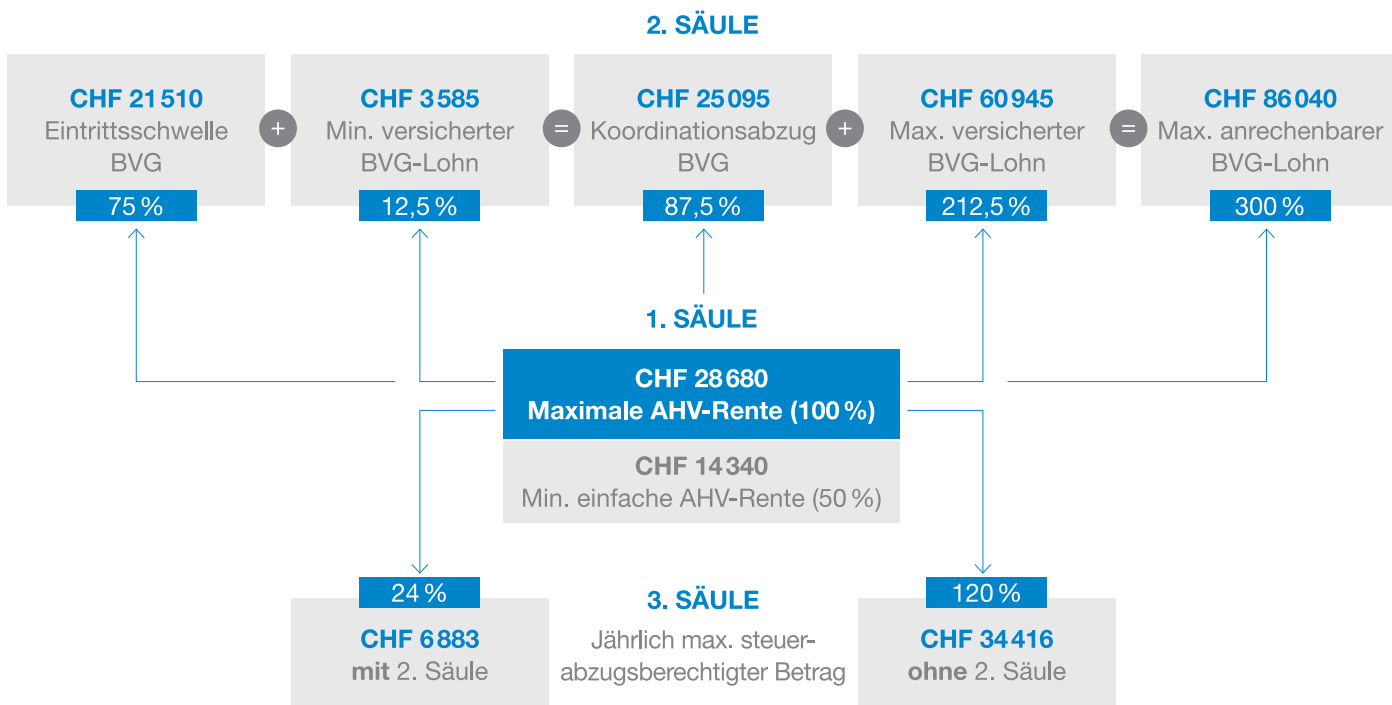 2. SÄULE
CHF 21 510
Eintrittsschwelle
BVG
75 %
+
CHF 3 585
Min. versicherter
BVG-Lohn
12,5 %
=
CHF 25 095
Koordinationsabzug
BVG
87,5 %
+
CHF 60 945
Max. versicherter
BVG-Lohn
212,5 %
=
CHF 86 040
Max. anrechenbarer
BVG-Lohn
300 %
1. SÄULE
CHF 28 680
Maximale AHV-Rente (100 %)
CHF 14 340
Min. einfache AHV-Rente (50 %)
24 %
CHF 6 883
mit 2. Säule
3. SÄULE
Jährlich max. steuer-
abzugsberechtigter Betrag
120 %
CHF 34 416
ohne 2. Säule